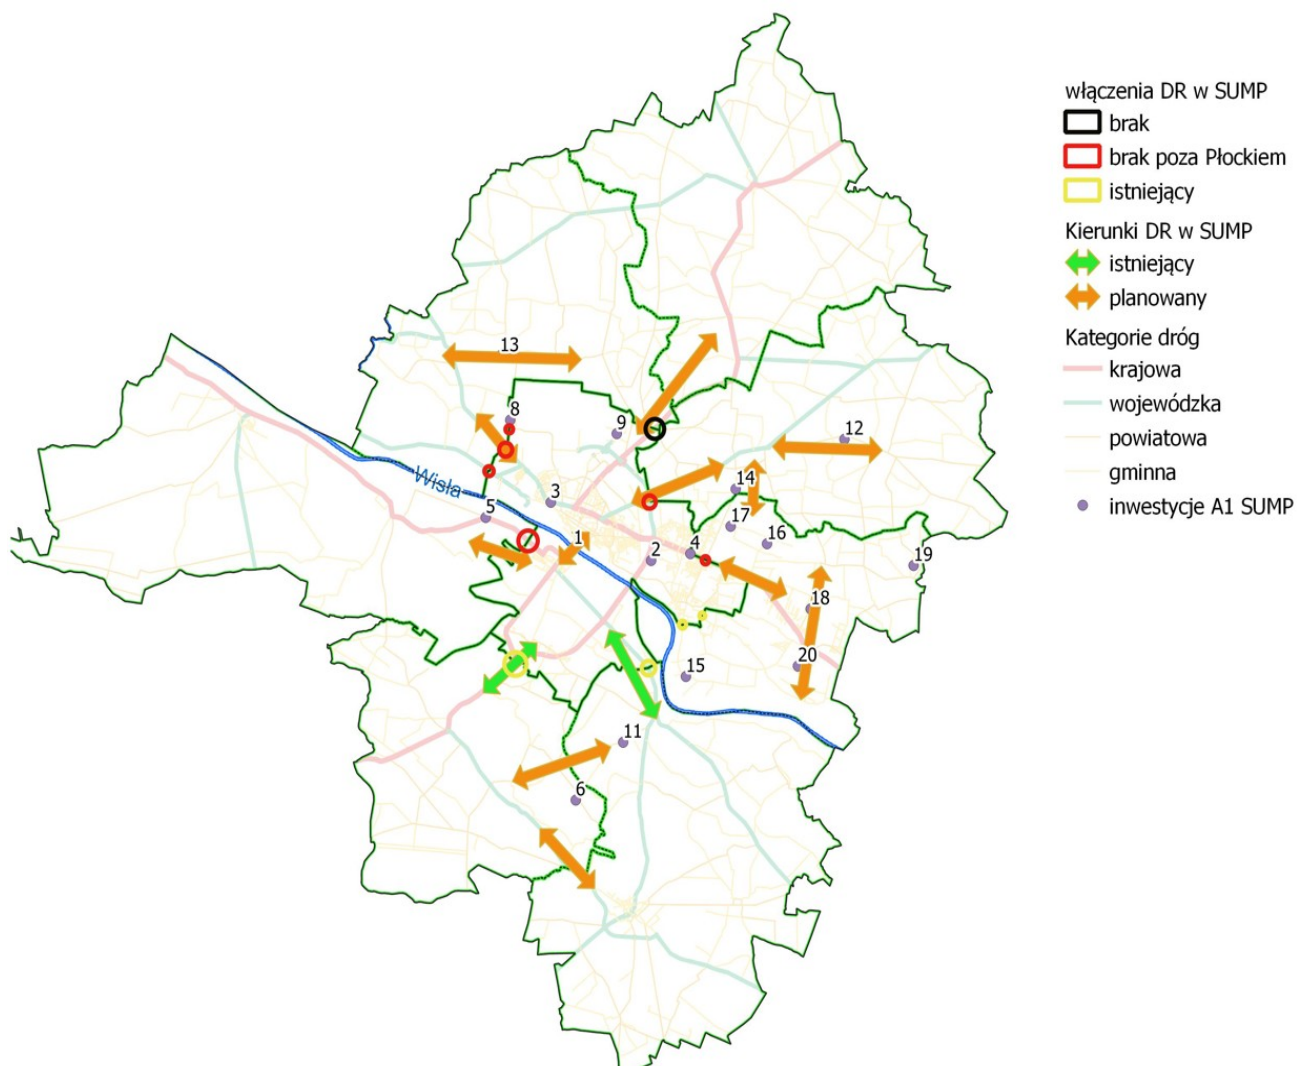 włączenia DR w SUMP
brak
brak poza Płockiem
istniejący
Kierunki DR w SUMP
istniejący
planowany
Kategorie dróg
krajowa
wojewódzka
powiatowa
gminna
inwestycje A1 SUMP
13
8
9
12
14
Wisła
3
5
17
1
16
2
4
19
18
20
15
11
6